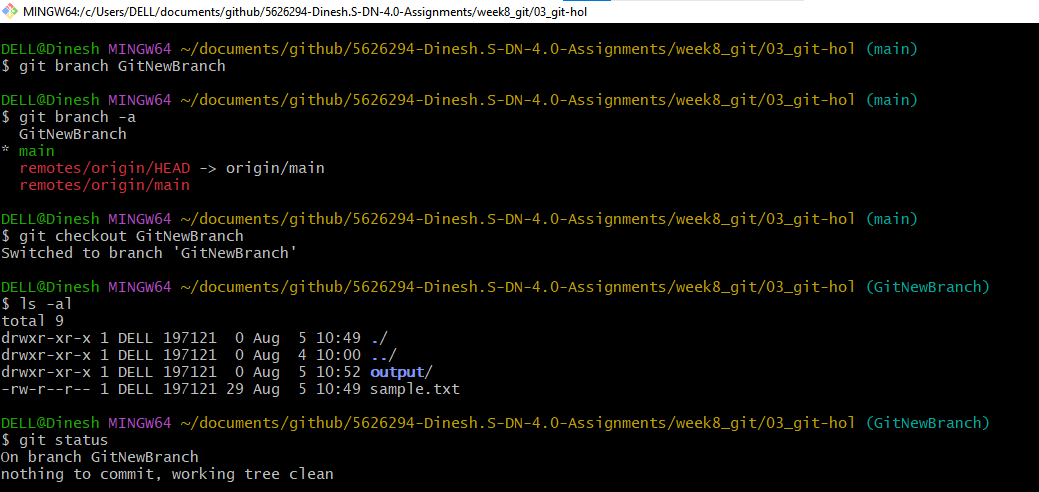 MINGW64:/c/Users/DELL/documents/github/5626294-Dinesh.S-DN-4.0-Assignments/week8_git/03_git-hol
DELL@Dinesh MINGW64 ~/documents/github/5626294-Dinesh.S-DN-4.0-Assignments/week8_git/03_git-hol (main)
$ git branch GitNewBranch
DELL@Dinesh MINGW64 ~/documents/github/5626294-Dinesh.S-DN-4.0-Assignments/week8_git/03_git-hol (main)
$ git branch -a
  GitNewBranch
* main
  remotes/origin/HEAD -> origin/main
  remotes/origin/main
DELL@Dinesh MINGW64 ~/documents/github/5626294-Dinesh.S-DN-4.0-Assignments/week8_git/03_git-hol (main)
$ git checkout GitNewBranch
Switched to branch 'GitNewBranch'
DELL@Dinesh MINGW64 ~/documents/github/5626294-Dinesh.S-DN-4.0-Assignments/week8_git/03_git-hol (GitNewBranch)
$ ls -al
total 9
drwxr-xr-x 1 DELL 197121  0 Aug  5 10:49 ./
drwxr-xr-x 1 DELL 197121  0 Aug  4 10:00 ../
drwxr-xr-x 1 DELL 197121  0 Aug  5 10:52 output/
-rw-r--r-- 1 DELL 197121 29 Aug  5 10:49 sample.txt
DELL@Dinesh MINGW64 ~/documents/github/5626294-Dinesh.S-DN-4.0-Assignments/week8_git/03_git-hol (GitNewBranch)
$ git status
On branch GitNewBranch
nothing to commit, working tree clean